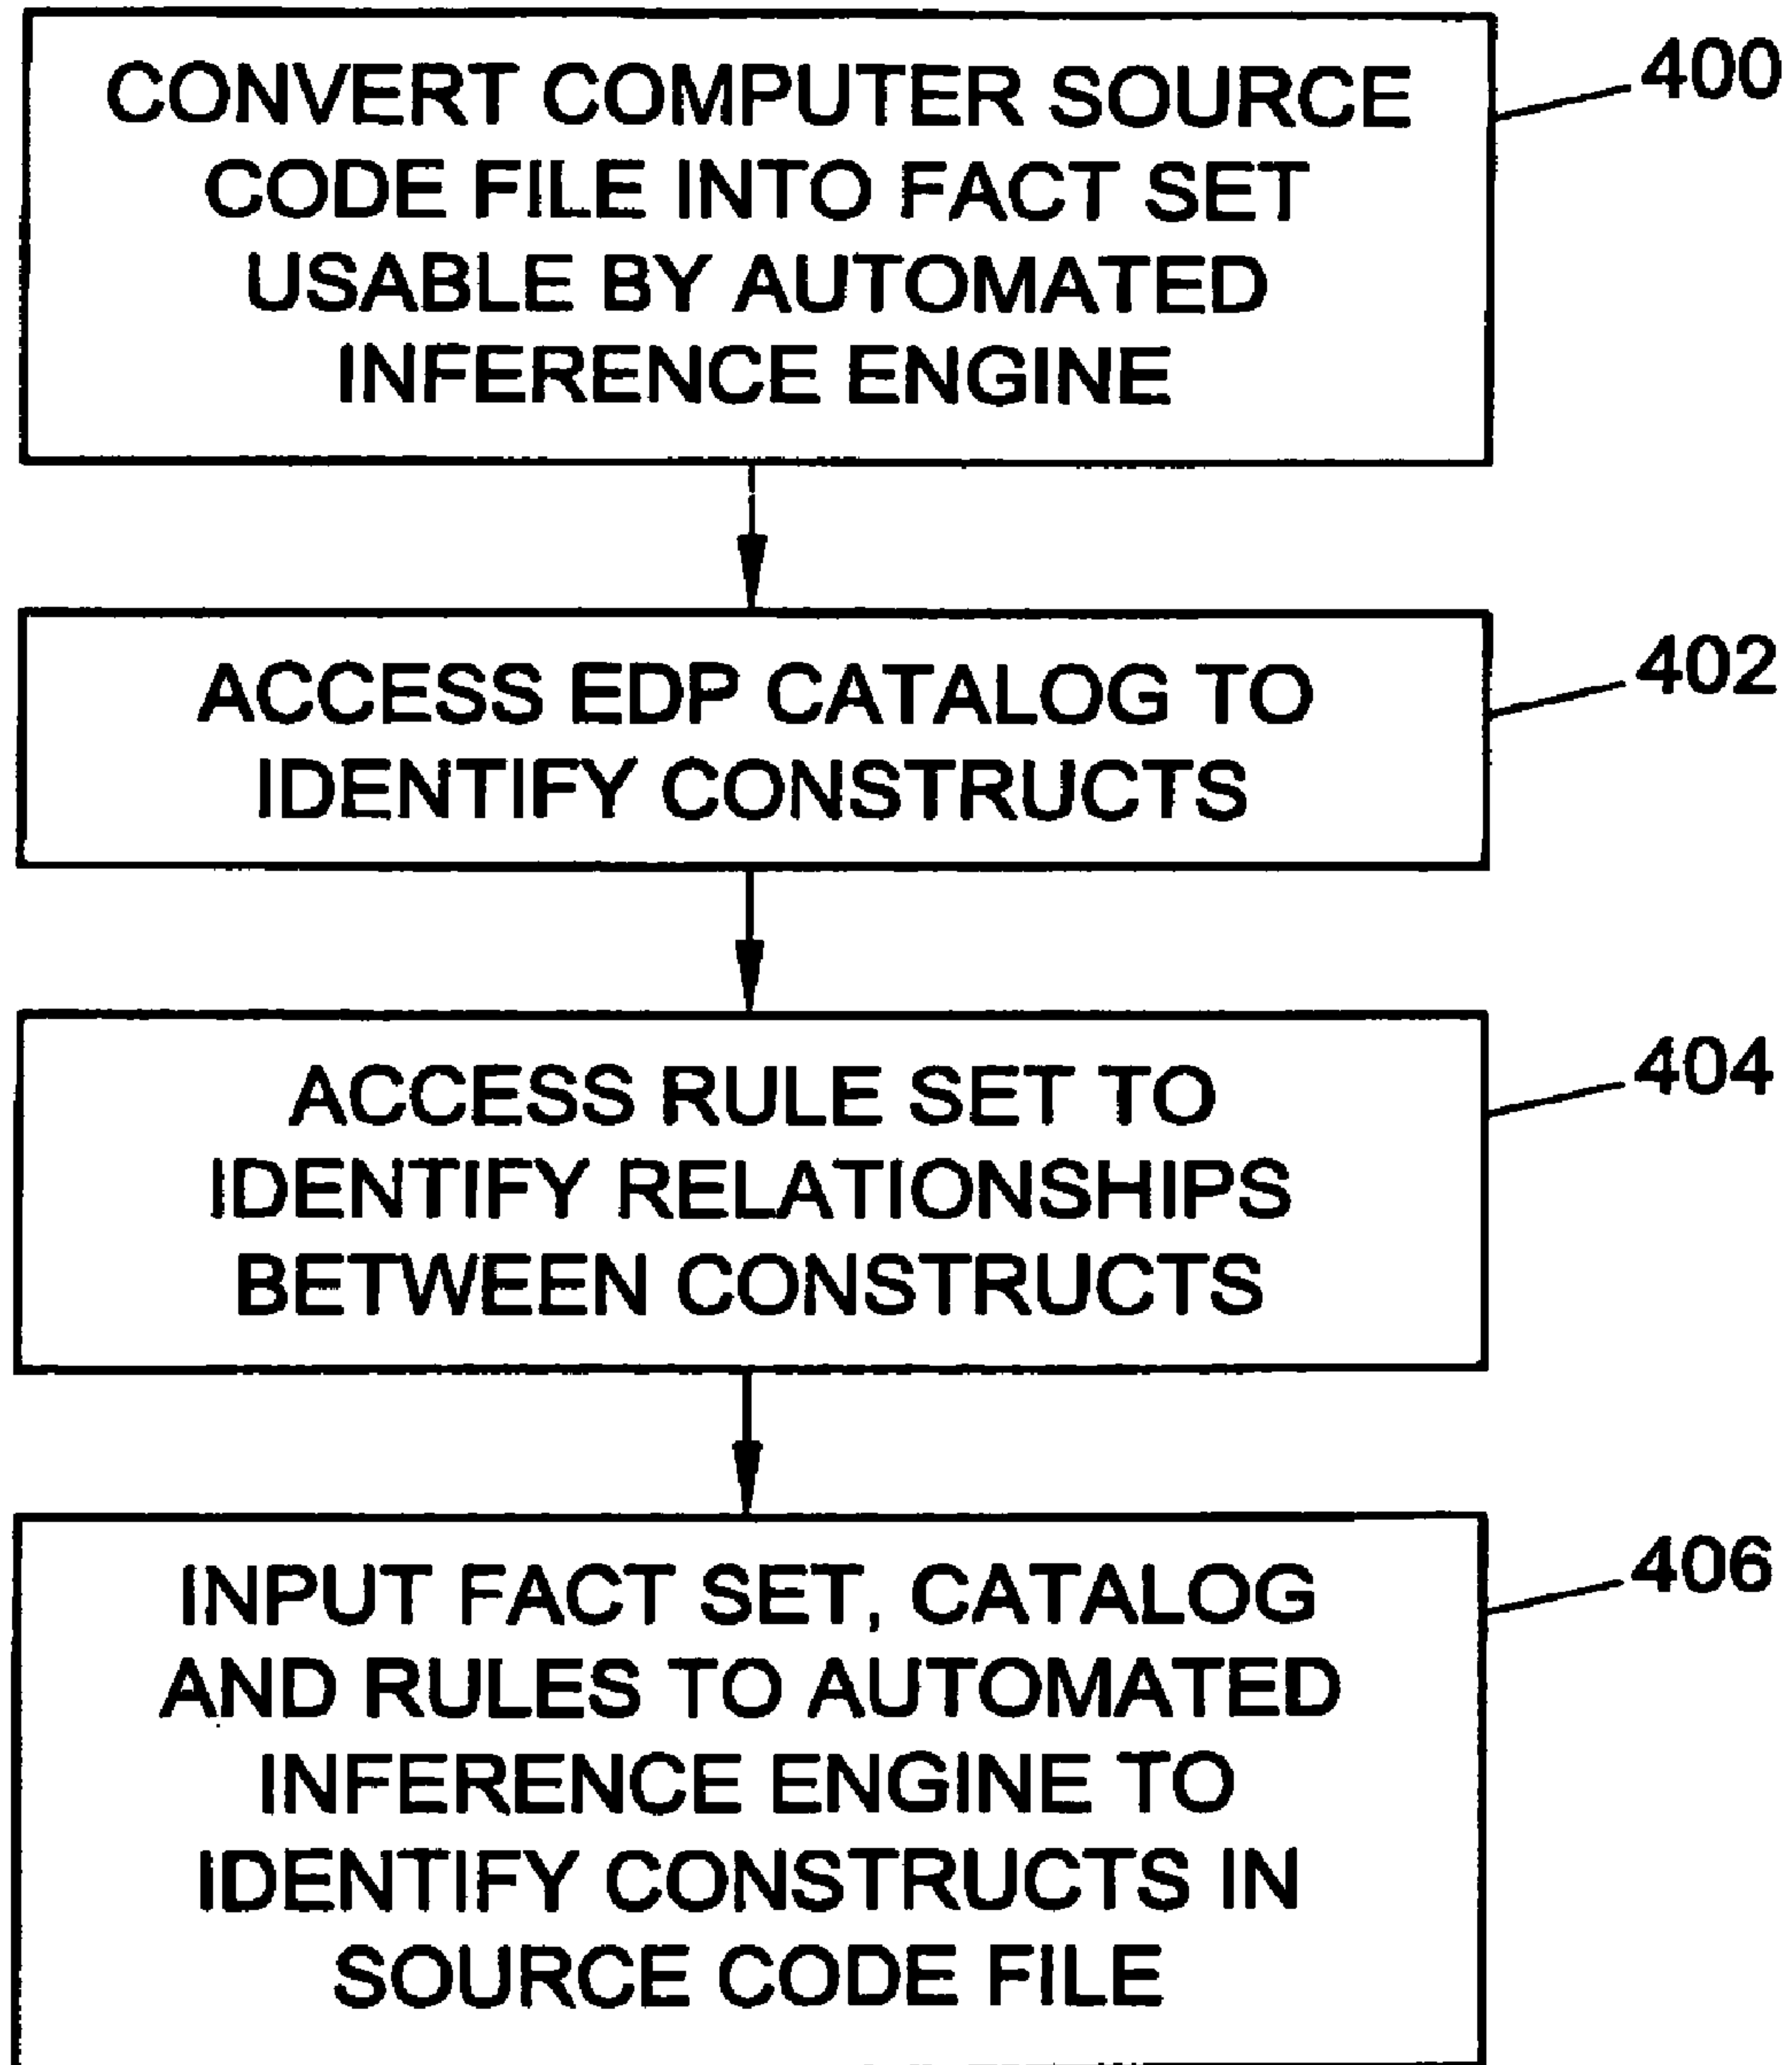 CONVERT COMPUTER SOURCE
CODE FILE INTO FACT SET
USABLE BY AUTOMATED
INFERENCE ENGINE
400
ACCESS EDP CATALOG TO
IDENTIFY CONSTRUCTS
402
ACCESS RULE SET TO
IDENTIFY RELATIONSHIPS
BETWEEN CONSTRUCTS
404
INPUT FACT SET, CATALOG
AND RULES TO AUTOMATED
INFERENCE ENGINE TO
IDENTIFY CONSTRUCTS IN
SOURCE CODE FILE
406